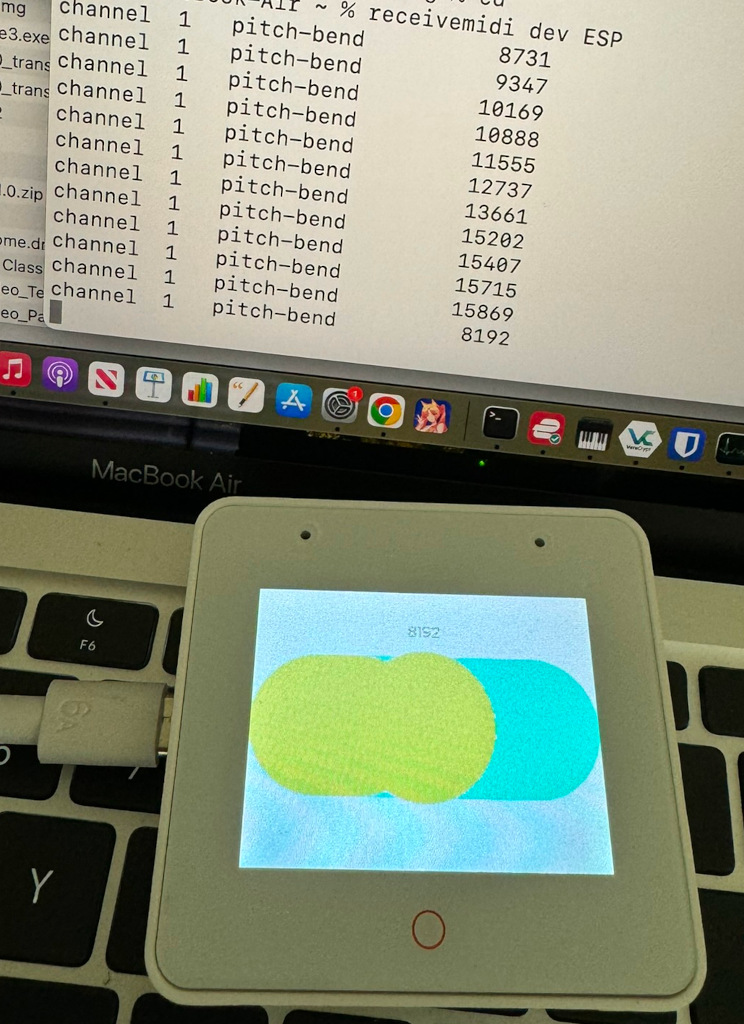 mg
e3.exe
_trans
_trans
.0.zip
Class
eo_Te
eo_Pa
ook-Air ~ % receivemidi dev ESP
channel 1 pitch-bend 8731
channel 1 pitch-bend 9347
channel 1 pitch-bend 10169
channel 1 pitch-bend 10888
channel 1 pitch-bend 11555
channel 1 pitch-bend 12737
channel 1 pitch-bend 13661
channel 1 pitch-bend 15202
channel 1 pitch-bend 15407
channel 1 pitch-bend 15715
channel 1 pitch-bend 15869
channel 1 pitch-bend 8192
1
>_
VC
VeraCrypt
MacBook Air
8192
F6
6A
Y